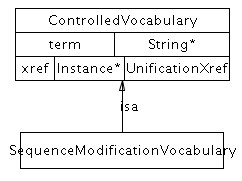 ControlledVocabulary
term String*
xref Instance* UnificationXref
isa
SequenceModificationVocabulary